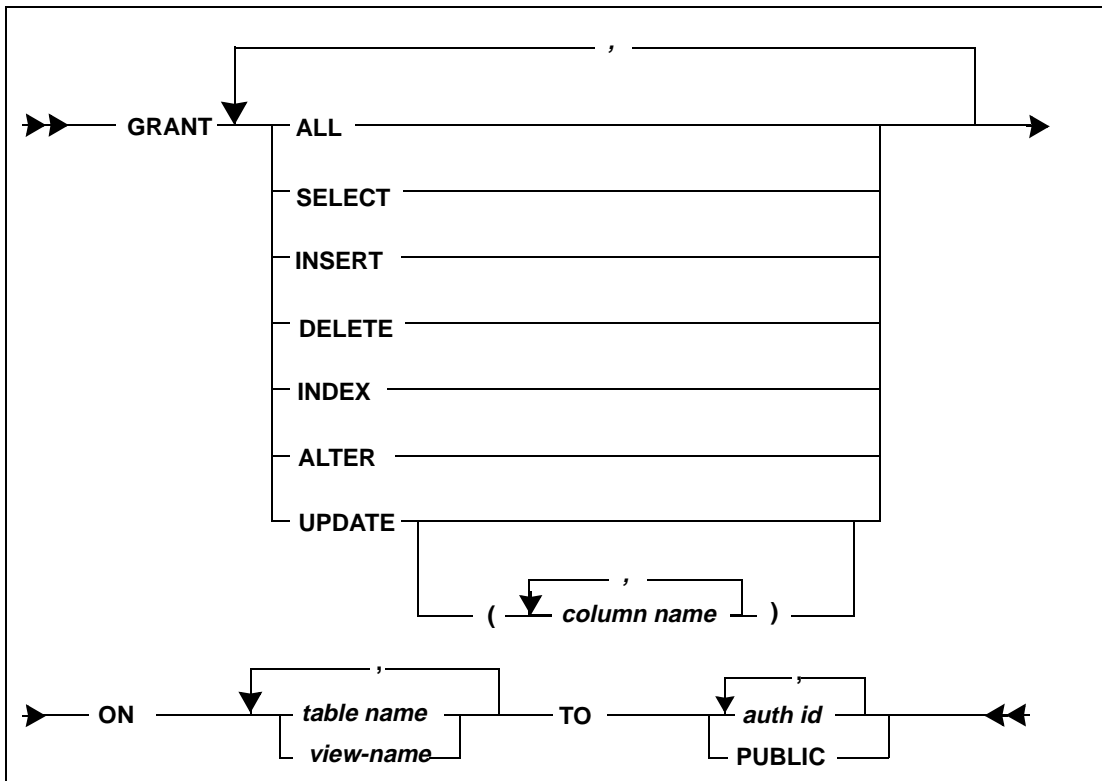 ,
GRANT ALL
SELECT
INSERT
DELETE
INDEX
ALTER
UPDATE
,
( column name )
, ,
ON table name TO auth id
view-name PUBLIC